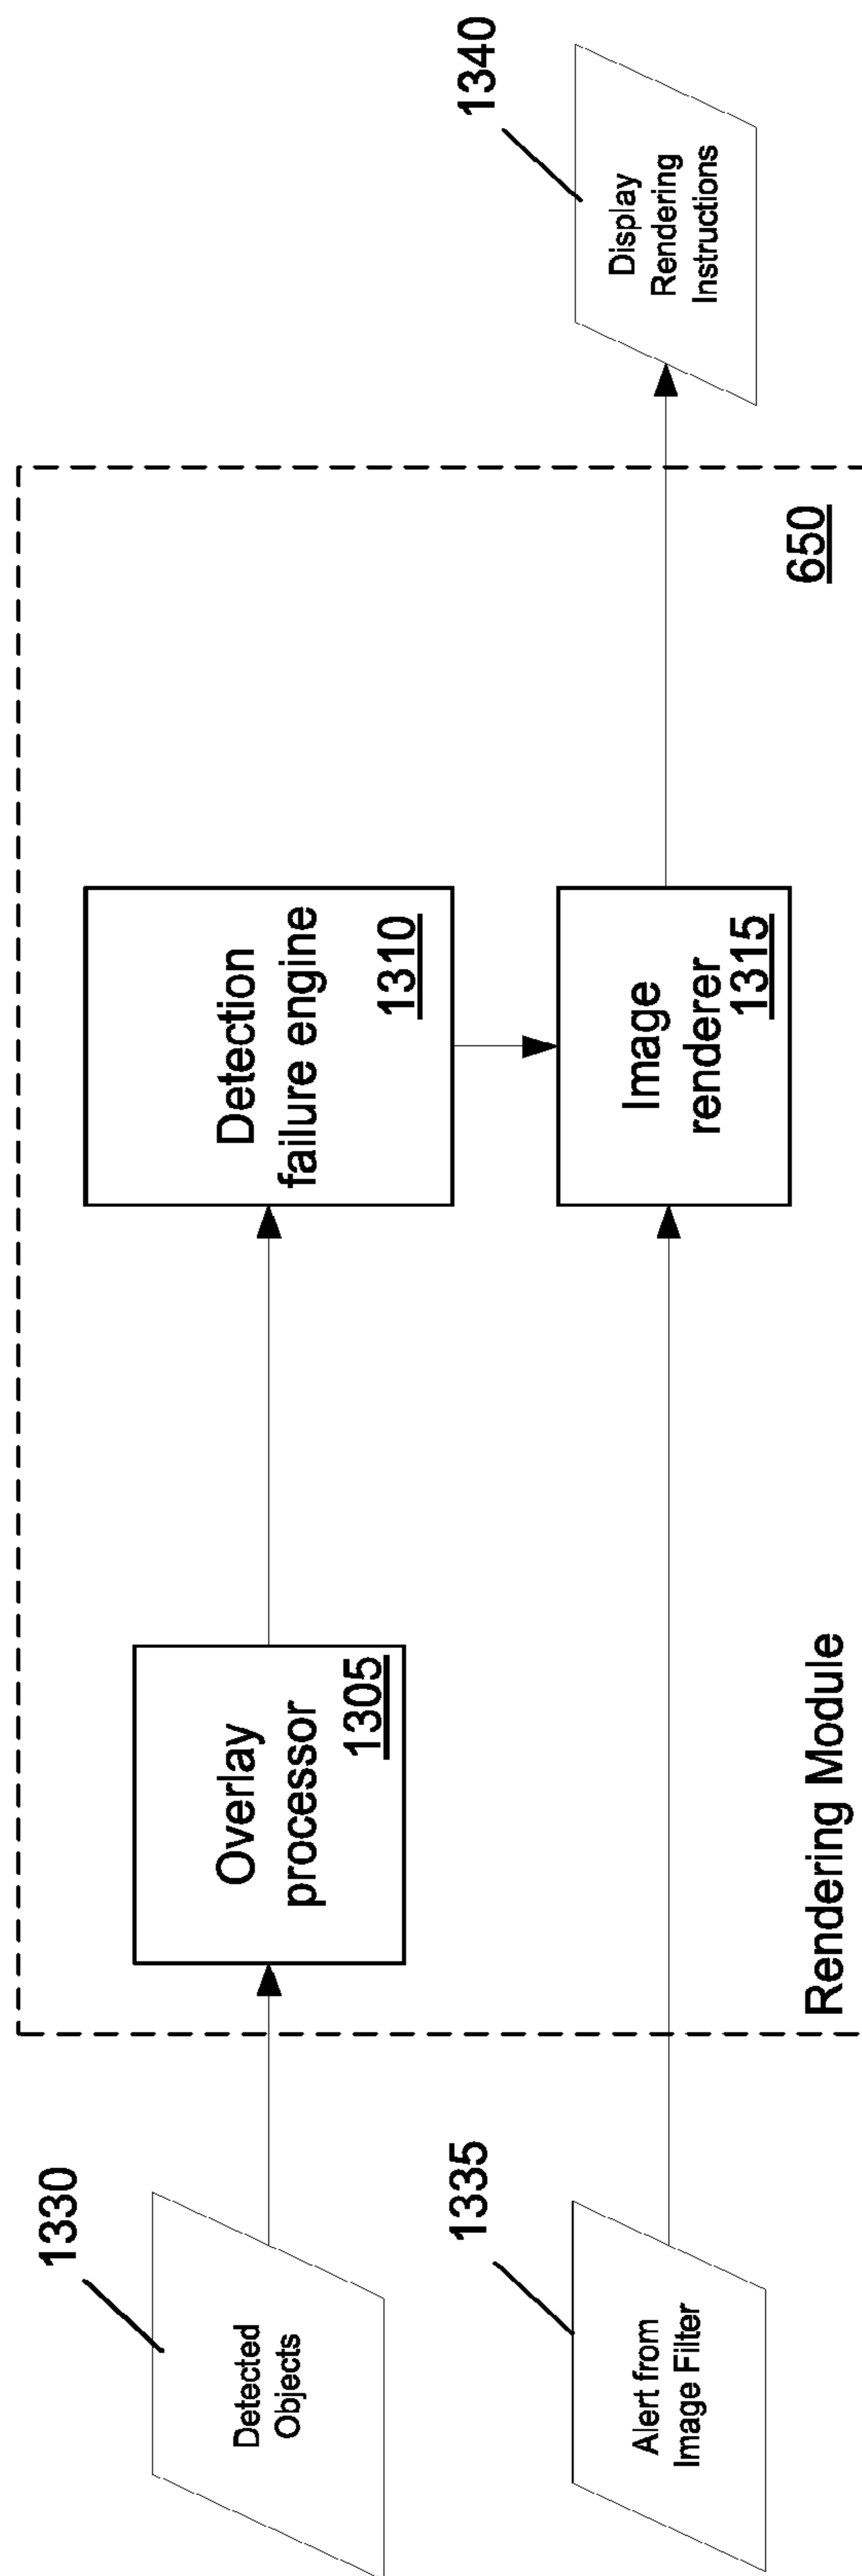 1330
Detected
Objects
1335
Alert from
Image Filter
Overlay
processor
1305
Detection
failure engine
1310
Image
renderer
1315
Rendering Module
650
1340
Display
Rendering
Instructions